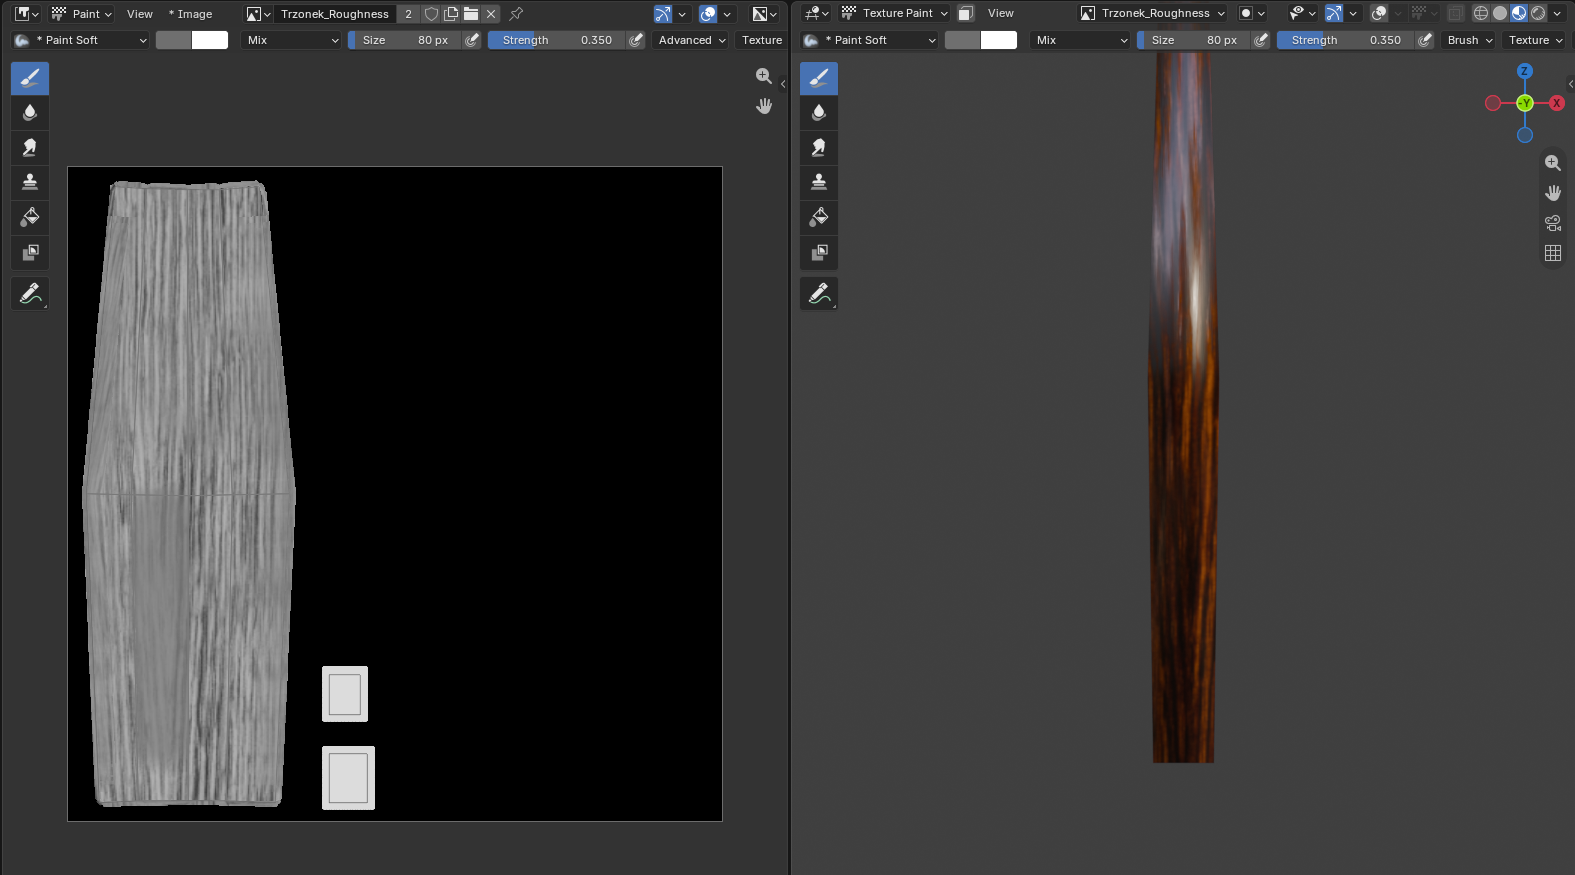 Paint View * Image Trzonek_Roughness 2
* Paint Soft Mix Size 80 px Strength 0.350 Advanced Texture
Texture Paint View Trzonek_Roughness
* Paint Soft Mix Size 80 px Strength 0.350 Brush Texture
Z
-Y X